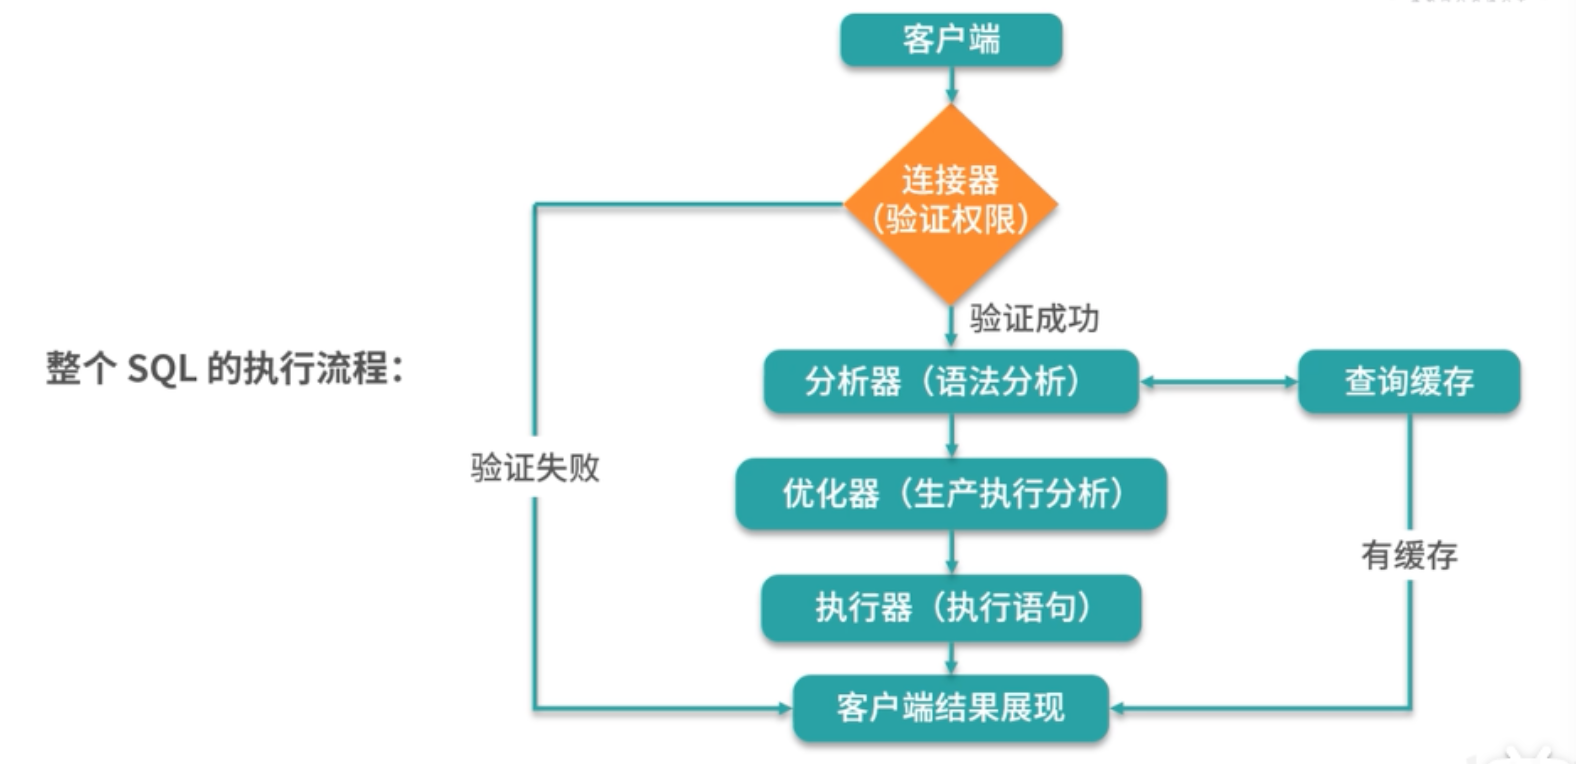 客户端
连接器
（验证权限）
验证成功
整个 SQL 的执行流程：
分析器（语法分析）
查询缓存
验证失败
优化器（生产执行分析）
有缓存
执行器（执行语句）
客户端结果展现